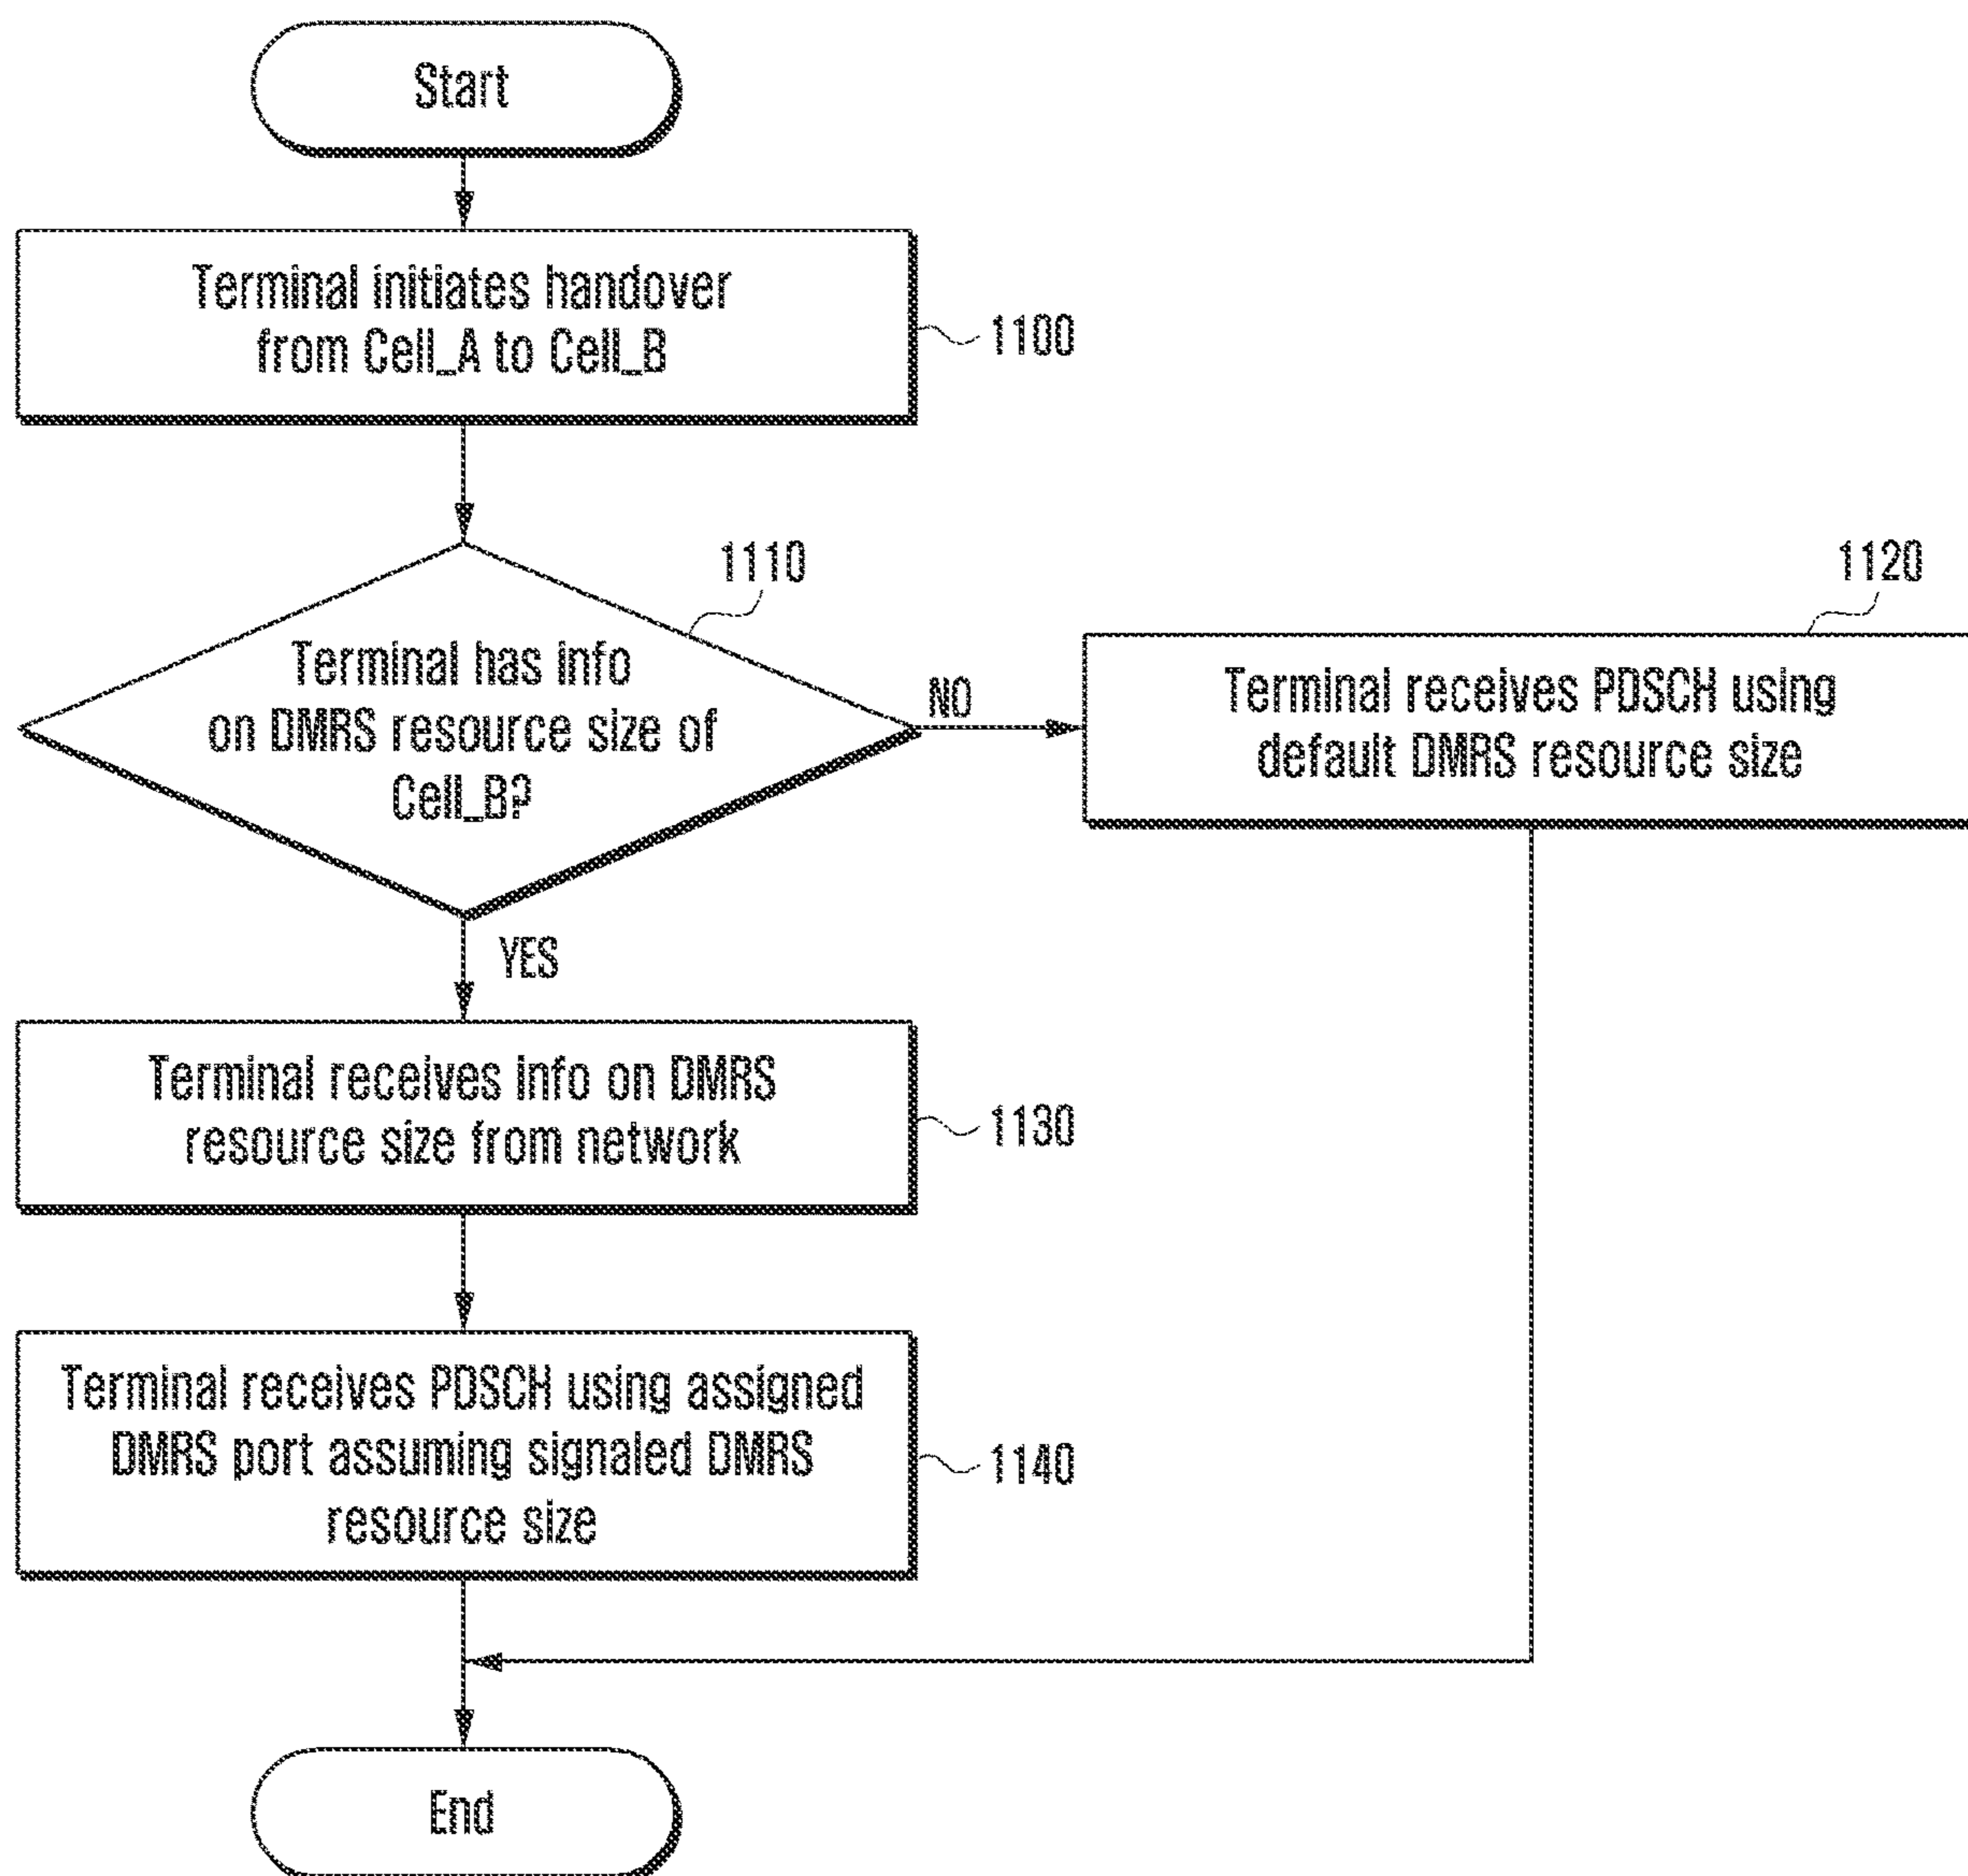 Start
Terminal initiates handover
from Cell_A to Cell_B
1100
1110
Terminal has info
on DMRS resource size of
Cell_B?
NO
1120
Terminal receives PDSCH using
default DMRS resource size
YES
Terminal receives info on DMRS
resource size from network
1130
Terminal receives PDSCH using assigned
DMRS port assuming signaled DMRS
resource size
1140
End